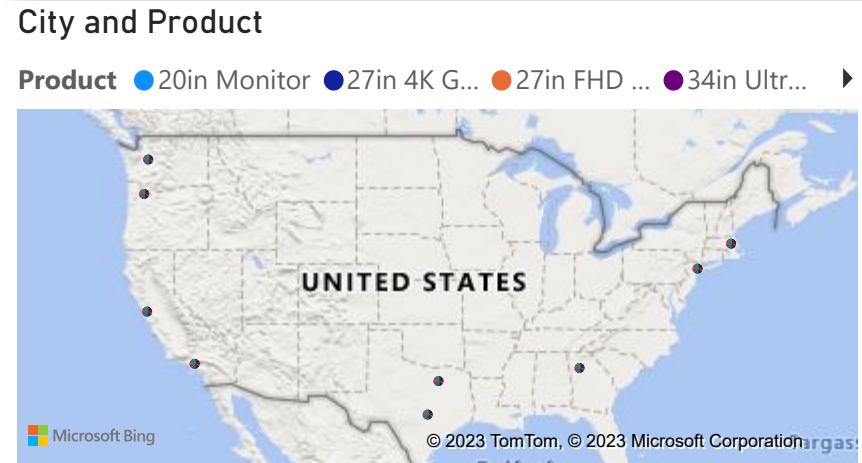 City and Product
Product 20in Monitor 27in 4K G... 27in FHD ... 34in Ultr...
UNITED STATES
Microsoft Bing
© 2023 TomTom, © 2023 Microsoft Corporation